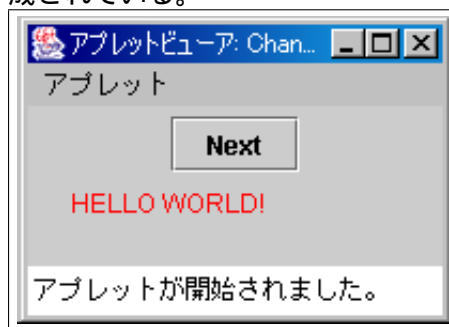 成されている。
アプレットビューア: Chan...
アプレット
Next
HELLO WORLD!
アプレットが開始されました。